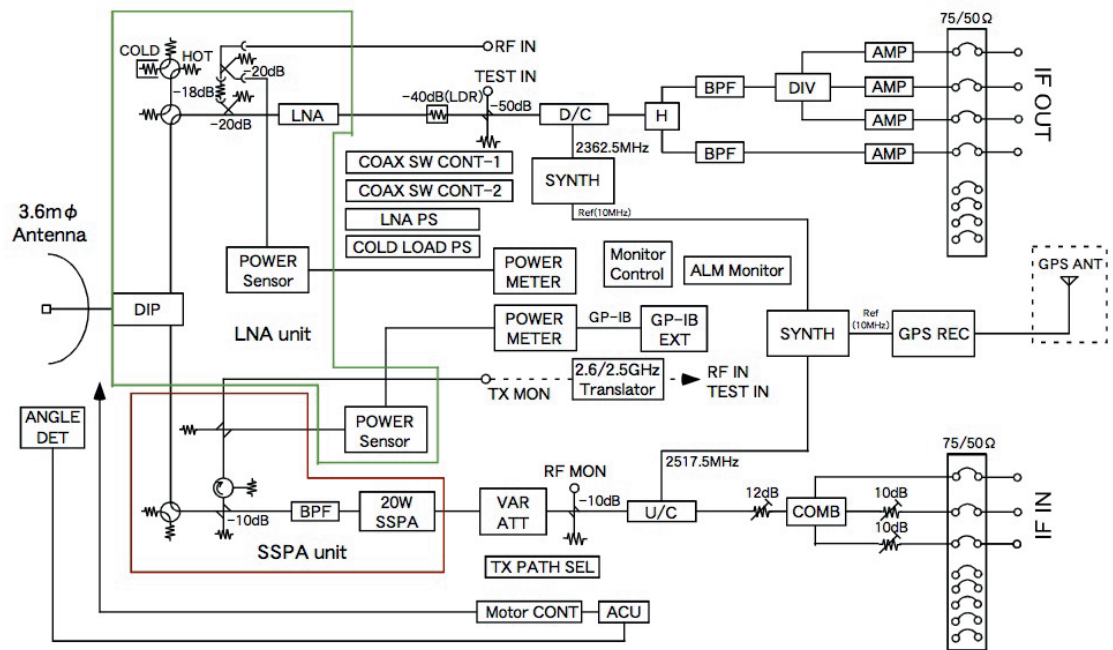 75/50Ω
COLD
HOT
-20dB
-18dB
-20dB
RF IN
TEST IN
-40dB(LDR)
-50dB
LNA
D/C
H
BPF
DIV
AMP
AMP
AMP
BPF
AMP
IF OUT
2362.5MHz
SYNTH
Ref(10MHz)
COAX SW CONT-1
COAX SW CONT-2
LNA PS
COLD LOAD PS
3.6mφ
Antenna
DIP
POWER
Sensor
LNA unit
POWER
METER
Monitor
Control
ALM Monitor
POWER
METER
GP-IB
GP-IB
EXT
SYNTH
Ref
(10MHz)
GPS REC
GPS ANT
TX MON
2.6/2.5GHz
Translator
RF IN
TEST IN
ANGLE
DET
POWER
Sensor
2517.5MHz
75/50Ω
RF MON
-10dB
BPF
20W
SSPA
VAR
ATT
-10dB
U/C
12dB
COMB
10dB
10dB
IF IN
SSPA unit
TX PATH SEL
Motor CONT
ACU